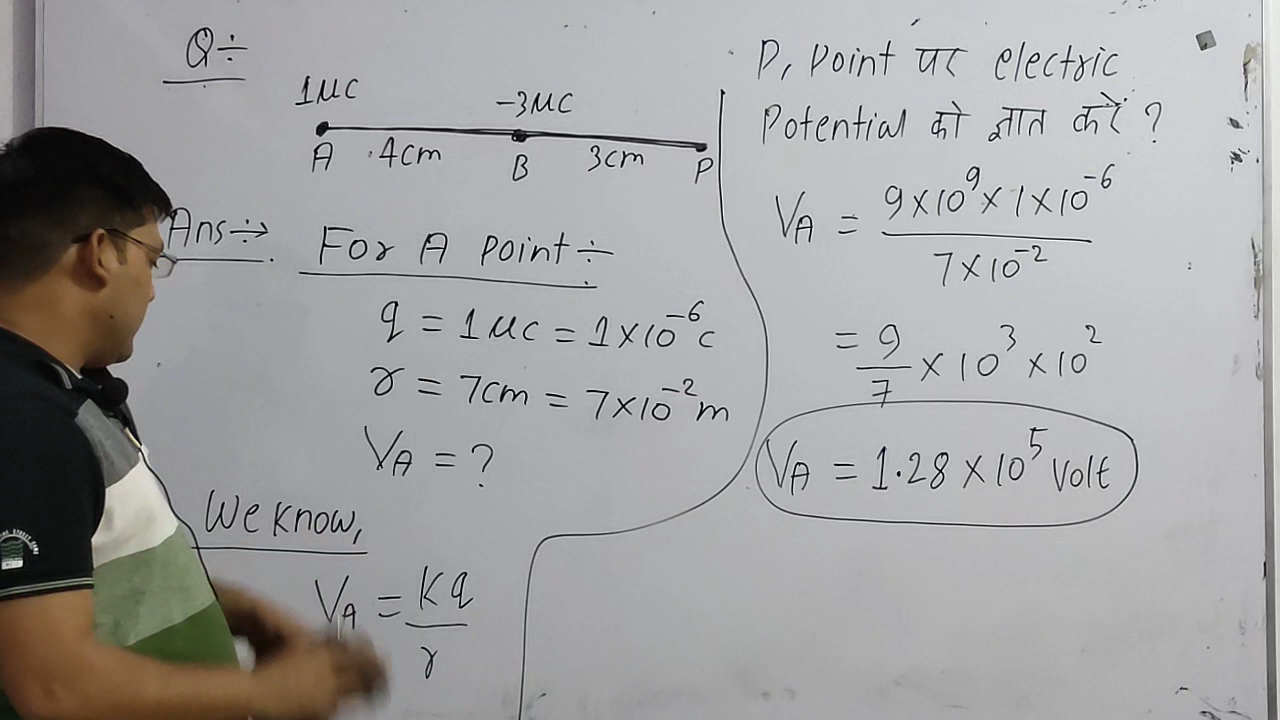 Q÷
1μC -3μC
A 4cm B 3cm P
Ans÷→ For A Point÷
q = 1μC = 1×10⁻⁶c
r = 7cm = 7×10⁻²m
V_A = ?
We know,
V_A = Kq/r
P, Point पर electric
Potential को ज्ञात करें ?
V_A = 9×10⁹×1×10⁻⁶ / 7×10⁻²
= 9/7 × 10³ × 10²
V_A = 1.28 × 10⁵ Volt